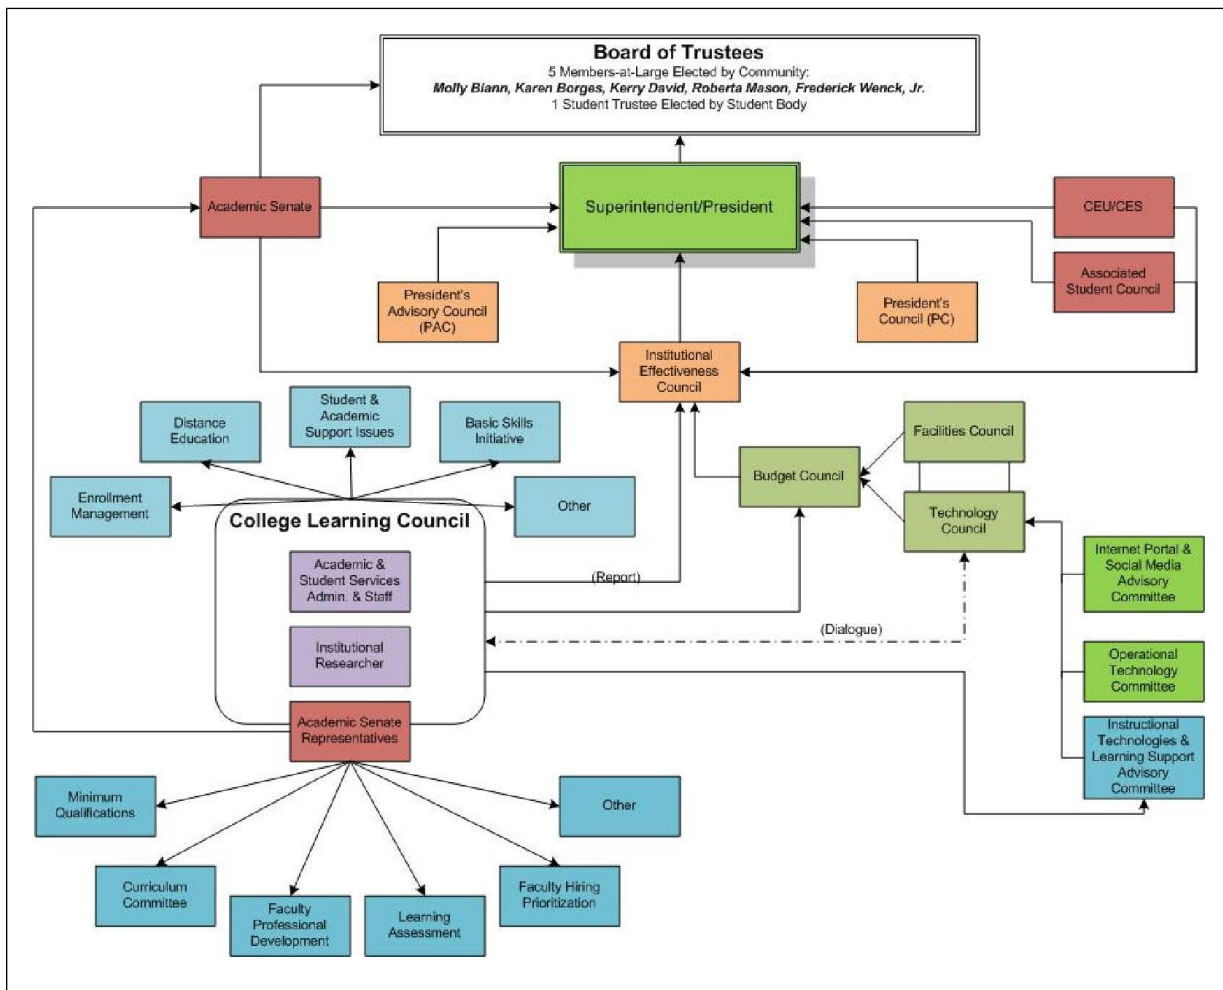 Board of Trustees
5 Members-at-Large Elected by Community:
Molly Biann, Karen Borges, Kerry David, Roberta Mason, Frederick Wenck, Jr.
1 Student Trustee Elected by Student Body
Academic Senate
Superintendent/President
CEU/CES
Associated
Student Council
President's
Advisory Council
(PAC)
President's
Council (PC)
Institutional
Effectiveness
Council
Distance
Education
Student &
Academic
Support Issues
Basic Skills
Initiative
Facilities Council
Budget Council
Enrollment
Management
Other
Technology
Council
College Learning Council
Academic &
Student Services
Admin. & Staff
(Report)
Internet Portal &
Social Media
Advisory
Committee
(Dialogue)
Institutional
Researcher
Operational
Technology
Committee
Academic Senate
Representatives
Instructional
Technologies &
Learning Support
Advisory
Committee
Minimum
Qualifications
Other
Curriculum
Committee
Faculty
Professional
Development
Learning
Assessment
Faculty Hiring
Prioritization